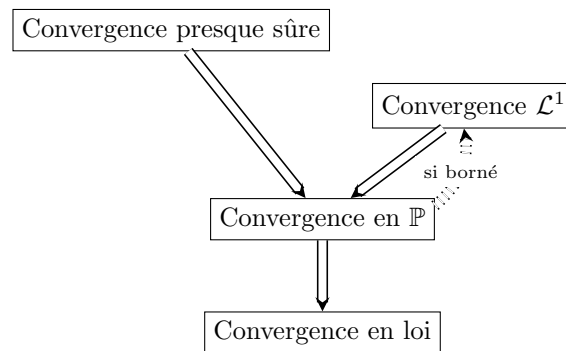 Convergence presque sûre
Convergence ℒ¹
si borné
Convergence en ℙ
Convergence en loi